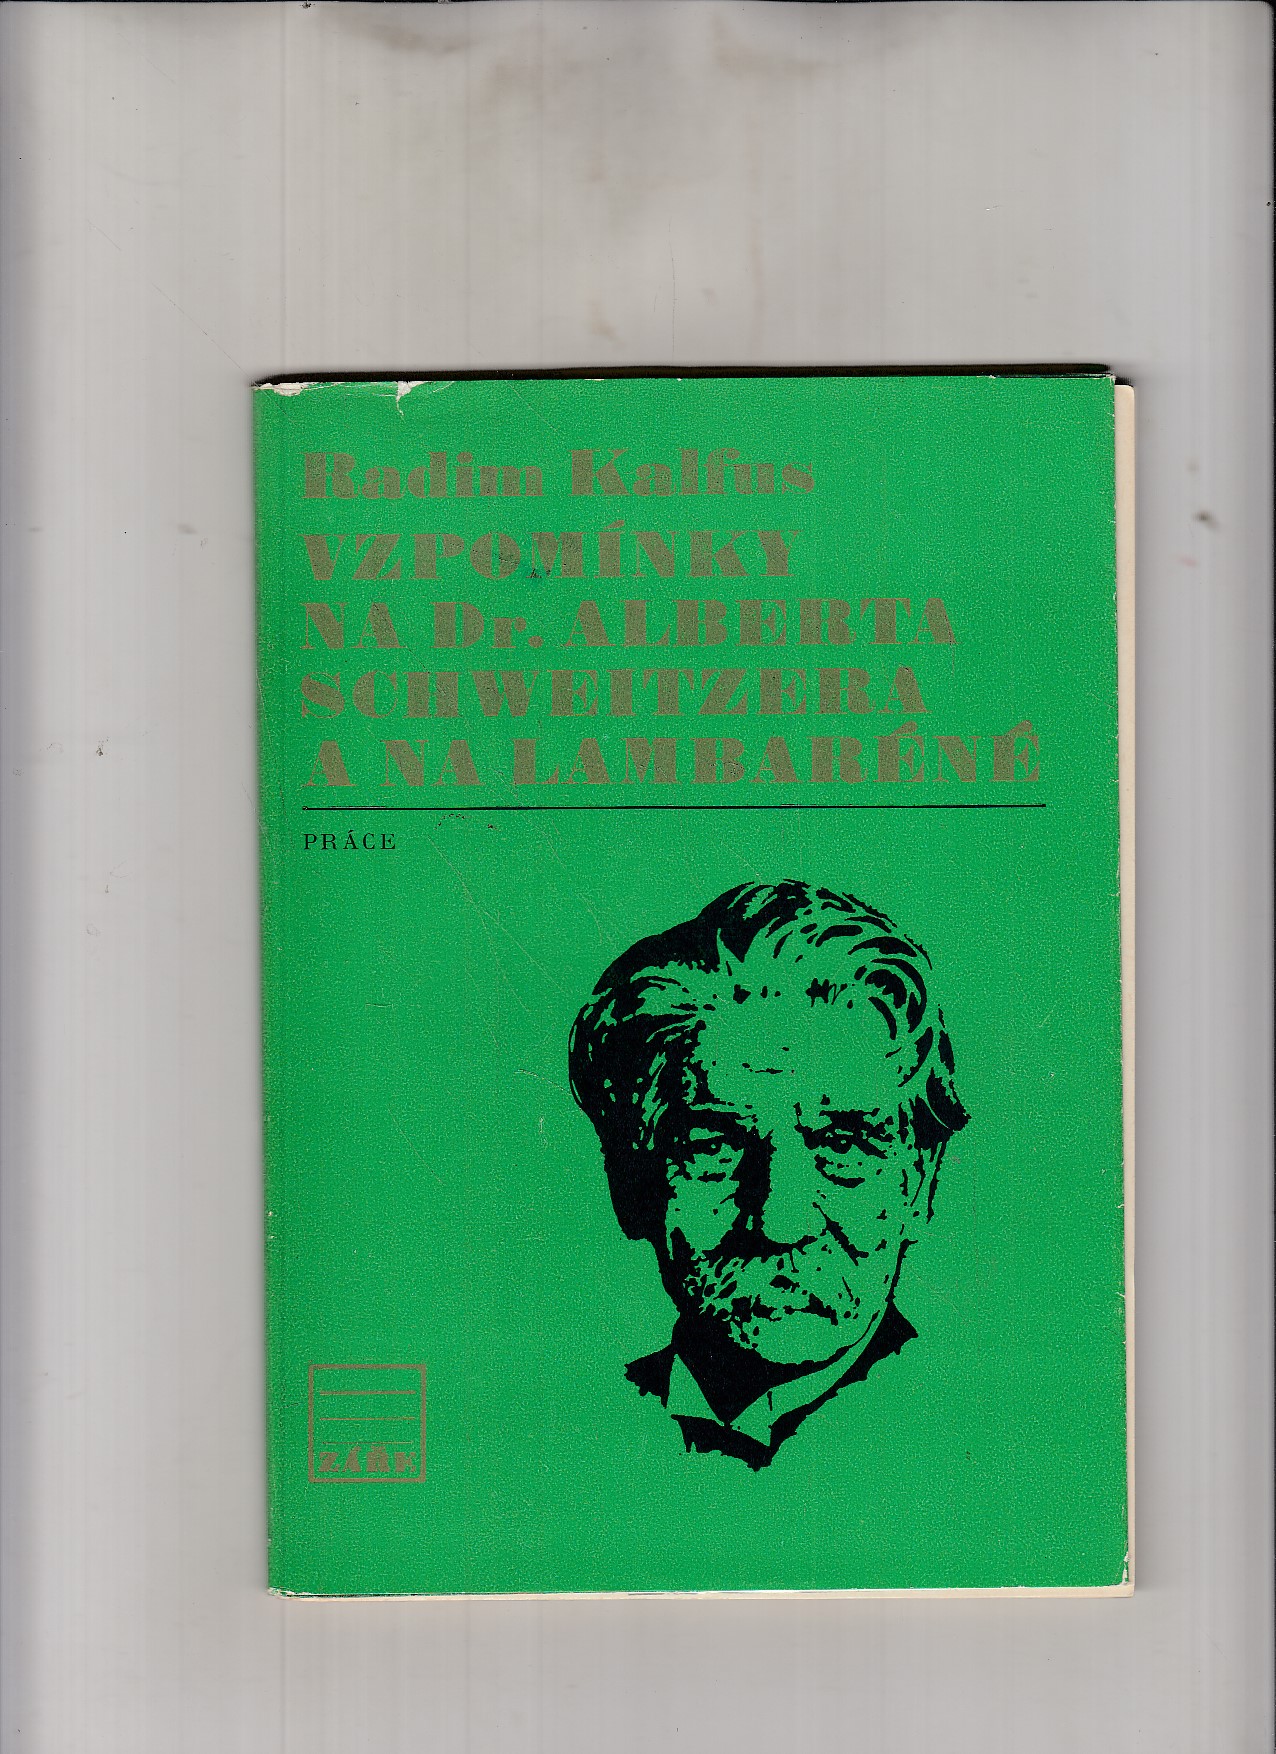 Radim Kalfus
VZPOMÍNKY
NA Dr. ALBERTA
SCHWEITZERA
A NA LAMBARÉNÉ
PRÁCE
ZÁŘÍ